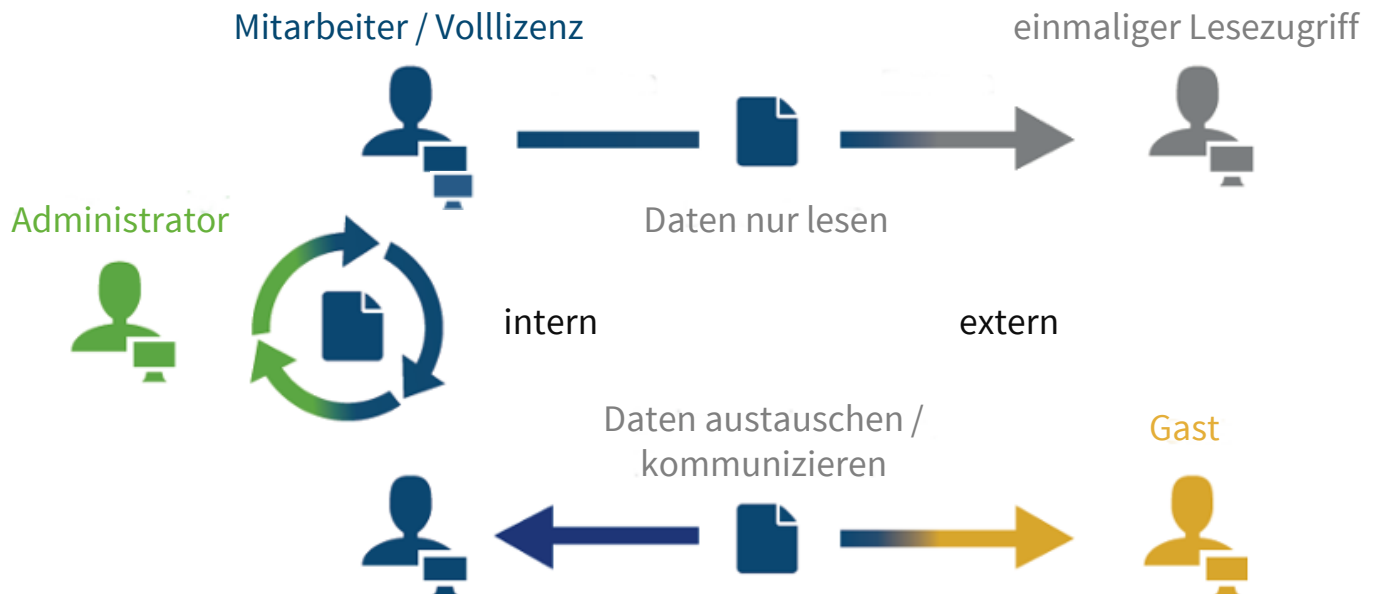 Mitarbeiter / Volllizenz
einmaliger Lesezugriff
Administrator
Daten nur lesen
intern
extern
Daten austauschen /
kommunizieren
Gast